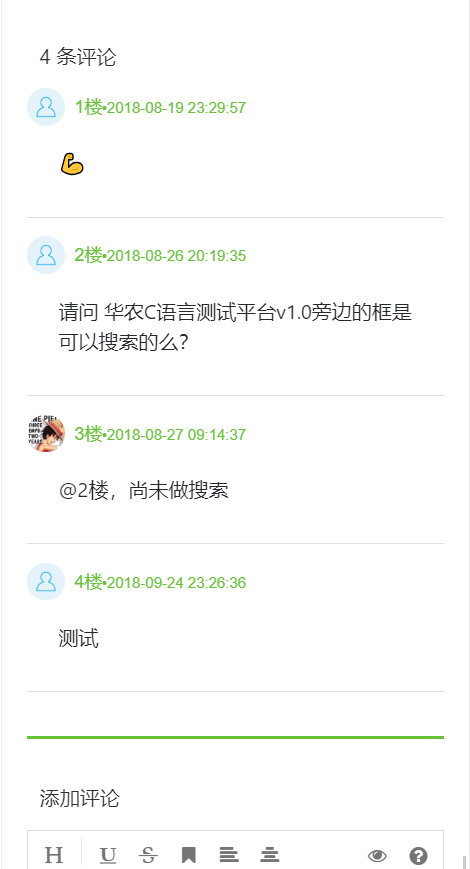 4 条评论
1楼•2018-08-19 23:29:57
💪
2楼•2018-08-26 20:19:35
请问 华农C语言测试平台v1.0旁边的框是
可以搜索的么?
3楼•2018-08-27 09:14:37
@2楼，尚未做搜索
4楼•2018-09-24 23:26:36
测试
添加评论
H U S